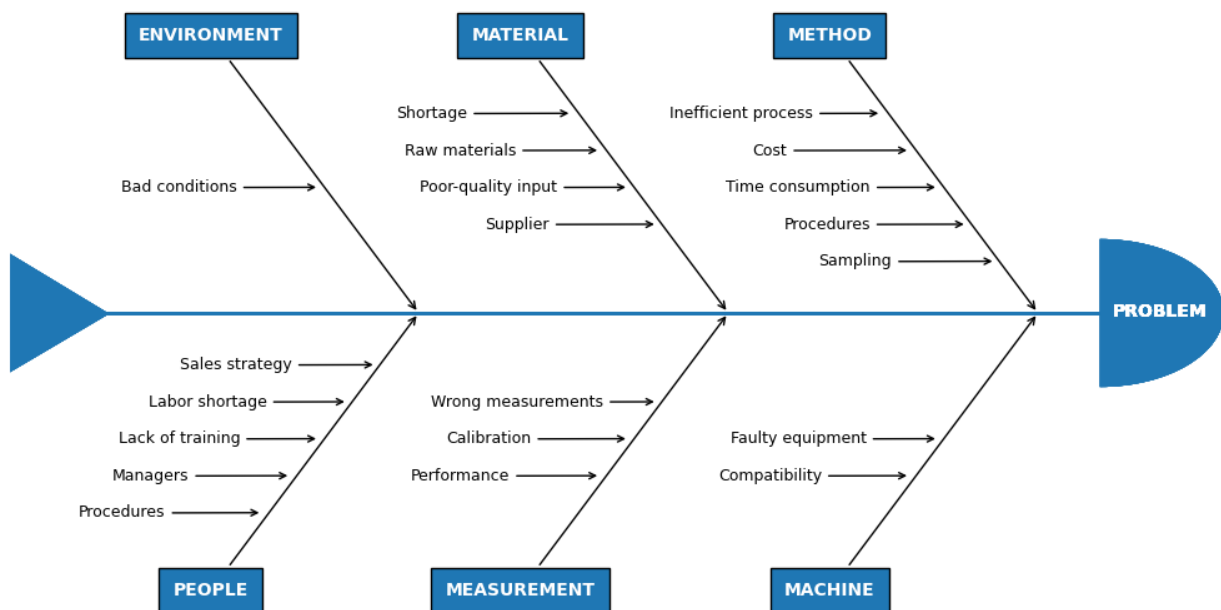 ENVIRONMENT
MATERIAL
METHOD
Shortage
Inefficient process
Raw materials
Cost
Bad conditions
Poor-quality input
Time consumption
Supplier
Procedures
Sampling
PROBLEM
Sales strategy
Labor shortage
Wrong measurements
Lack of training
Calibration
Faulty equipment
Managers
Performance
Compatibility
Procedures
PEOPLE
MEASUREMENT
MACHINE